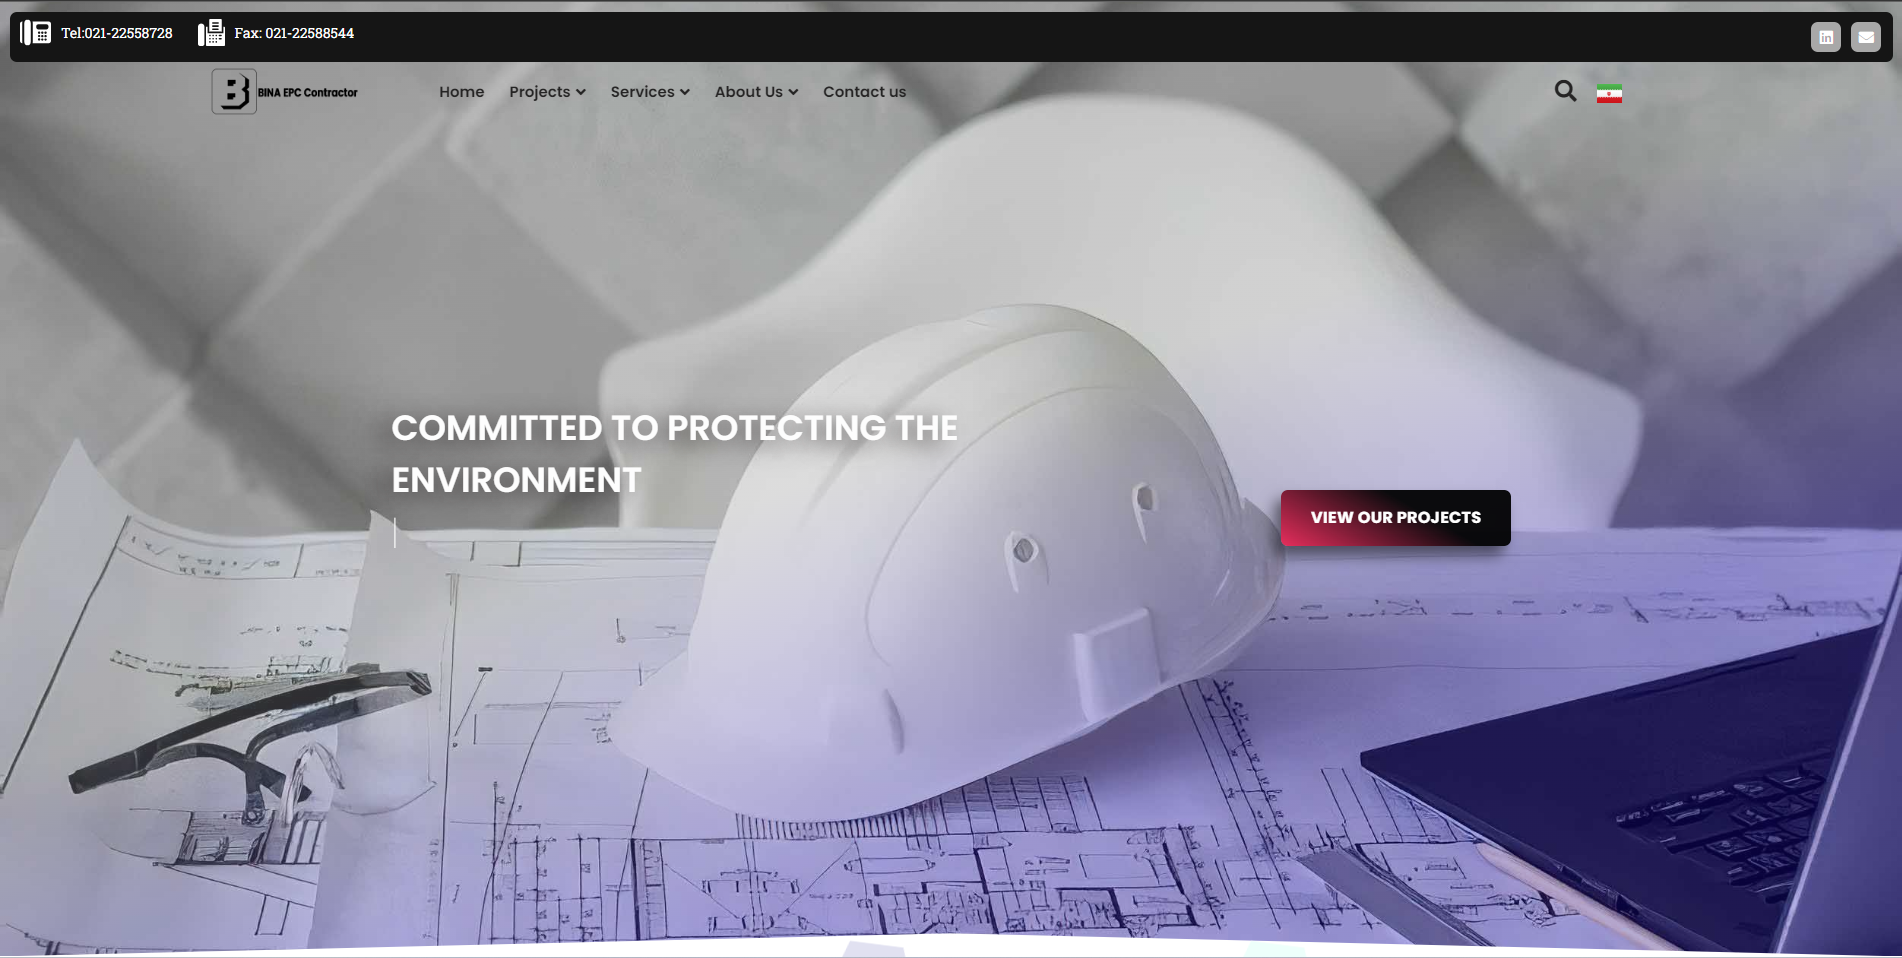 Tel:021-22558728
Fax: 021-22588544
in
B
BINA EPC Contractor
Home
Projects
Services
About Us
Contact us
COMMITTED TO PROTECTING THE
ENVIRONMENT
VIEW OUR PROJECTS